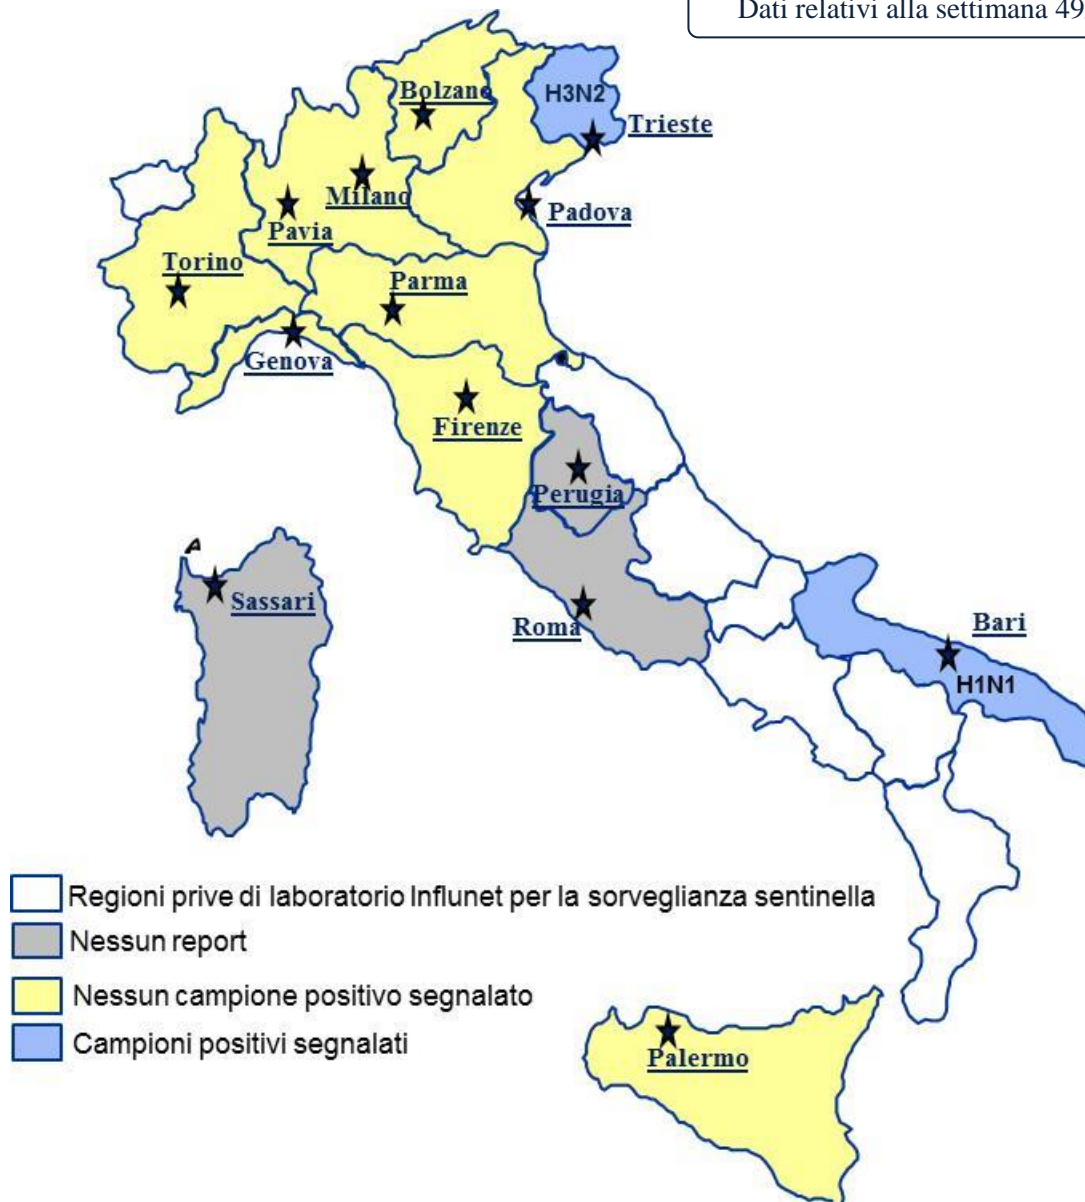 Dati relativi alla settimana 49
Bolzano
H3N2
Trieste
Milano
Padova
Pavia
Torino
Parma
Genova
Firenze
Perugia
Sassari
Roma
Bari
H1N1
Regioni prive di laboratorio Influnet per la sorveglianza sentinella
Nessun report
Nessun campione positivo segnalato
Campioni positivi segnalati
Palermo